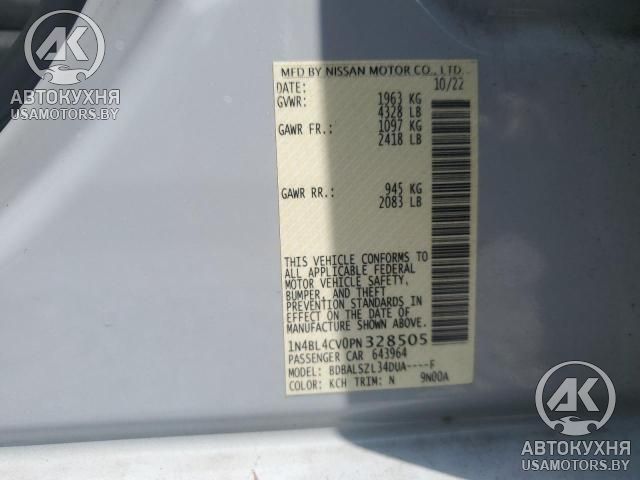 MFD BY NISSAN MOTOR CO., LTD.
DATE: 10/22
GVWR: 1963 KG
4328 LB
GAWR FR.: 1097 KG
2418 LB
GAWR RR.: 945 KG
2083 LB
THIS VEHICLE CONFORMS TO
ALL APPLICABLE FEDERAL
MOTOR VEHICLE SAFETY,
BUMPER, AND THEFT
PREVENTION STANDARDS IN
EFFECT ON THE DATE OF
MANUFACTURE SHOWN ABOVE.
1N4BL4CV0PN328505
PASSENGER CAR 643964
MODEL: BDBALSZL34DUA----F
COLOR: KCH TRIM: N 9N00A
АВТОКУХНЯ
USAMOTORS.BY
АВТОКУХНЯ
USAMOTORS.BY